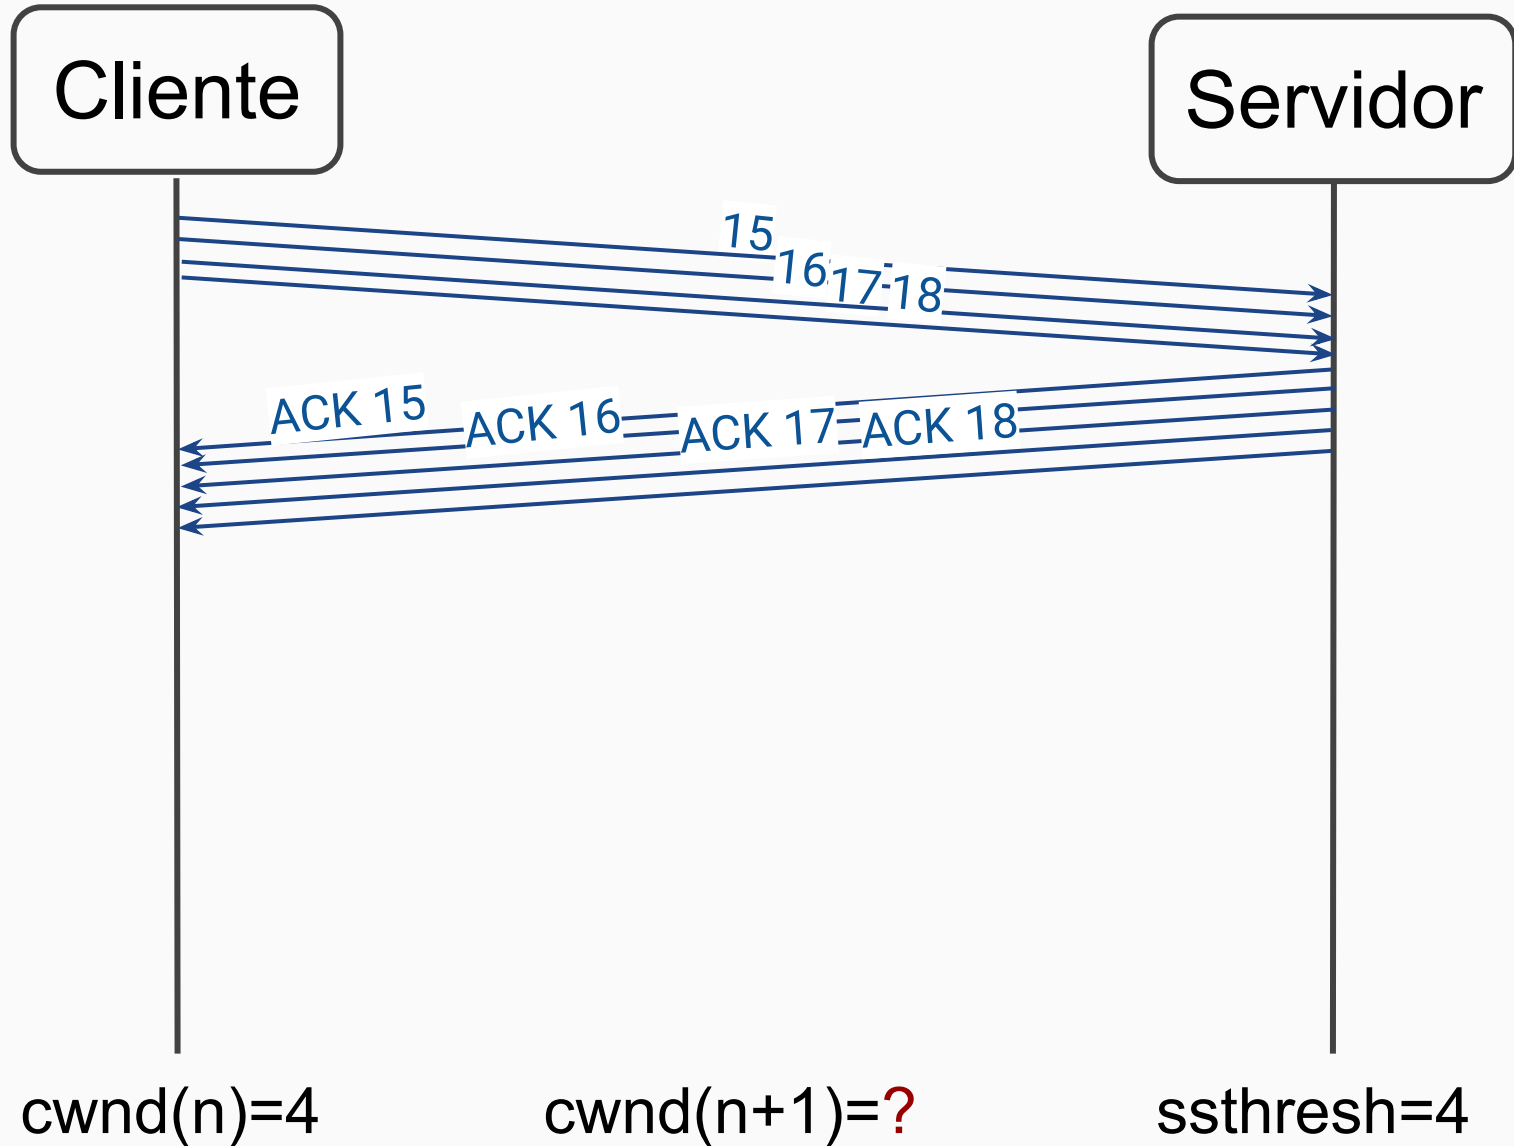 Cliente
Servidor
15
16
17
18
ACK 15
ACK 16
ACK 17
ACK 18
cwnd(n)=4
cwnd(n+1)=?
ssthresh=4